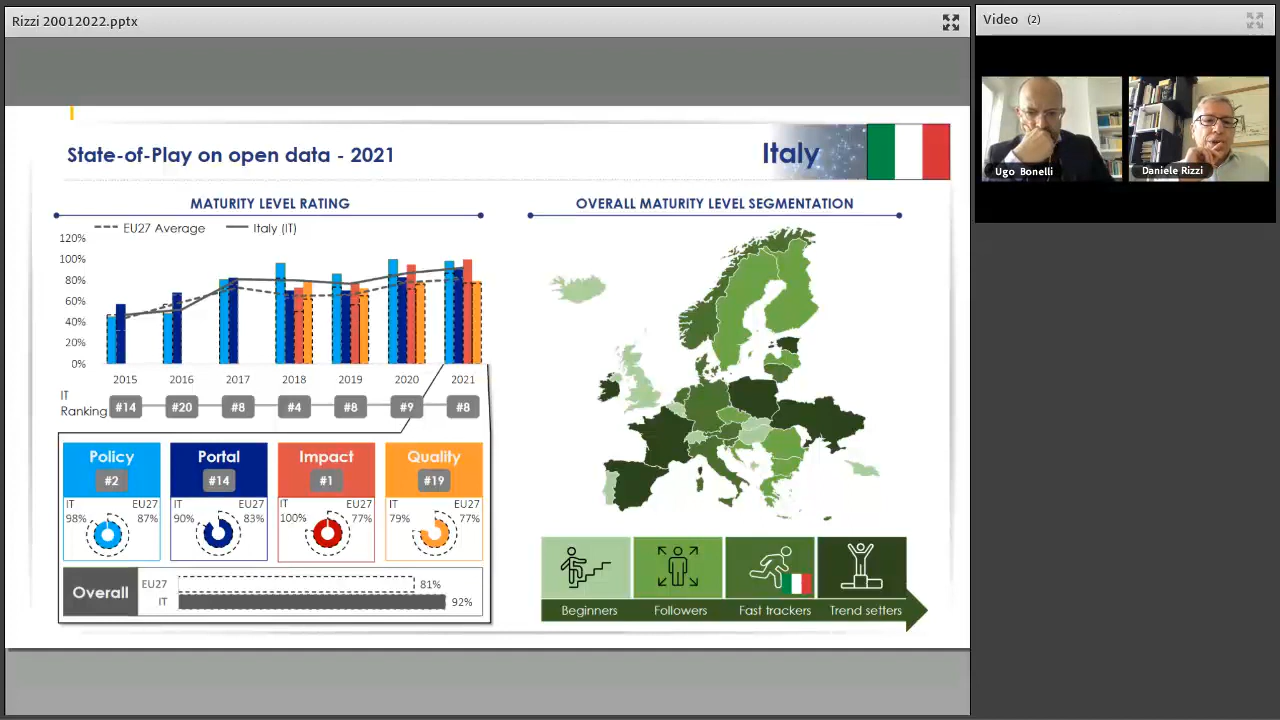 Rizzi 20012022.pptx
Video (2)
Ugo Bonelli
Daniele Rizzi
State-of-Play on open data - 2021
Italy
MATURITY LEVEL RATING
EU27 Average
Italy (IT)
120%
100%
80%
60%
40%
20%
0%
2015 2016 2017 2018 2019 2020 2021
IT
Ranking #14 #20 #8 #4 #8 #9 #8
Policy Portal Impact Quality
#2 #14 #1 #19
IT EU27 IT EU27 IT EU27 IT EU27
98% 87% 90% 83% 100% 77% 79% 77%
Overall
EU27 81%
IT 92%
OVERALL MATURITY LEVEL SEGMENTATION
Beginners Followers Fast trackers Trend setters